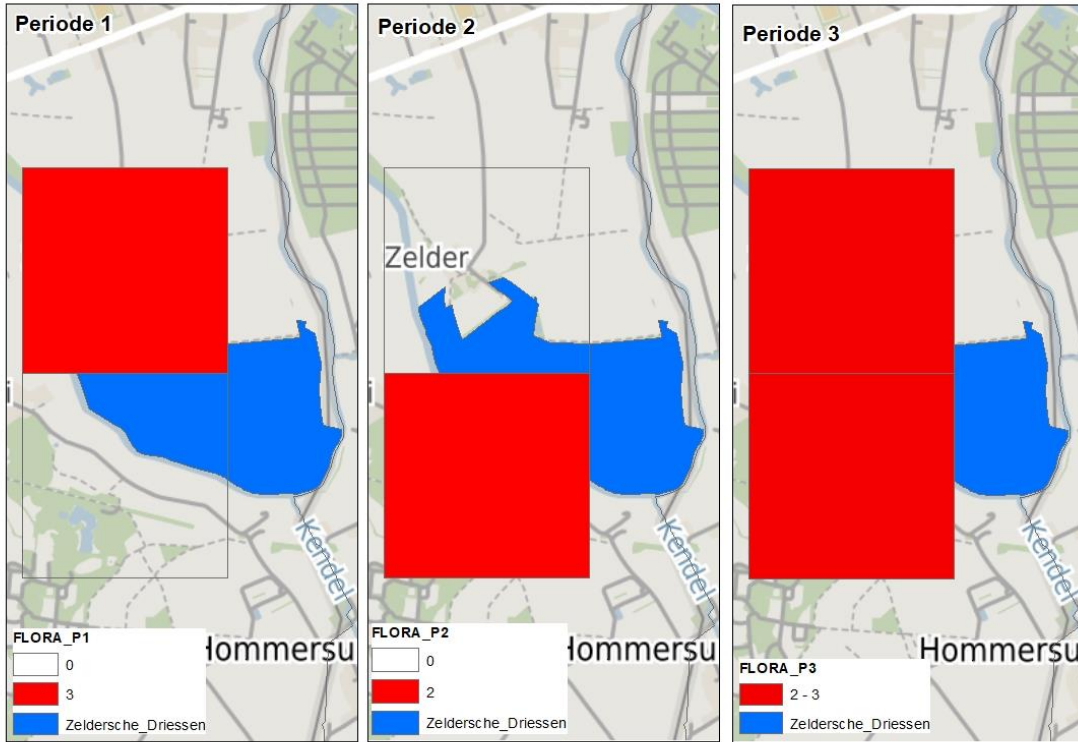 Periode 1
i
Kendel
Hommersu
FLORA_P1
0
3
Zeldersche_Driessen
Periode 2
Zelder
Kendel
Hommersu
FLORA_P2
0
2
Zeldersche_Driessen
Periode 3
i
Kendel
Hommersu
FLORA_P3
2 - 3
Zeldersche_Driessen